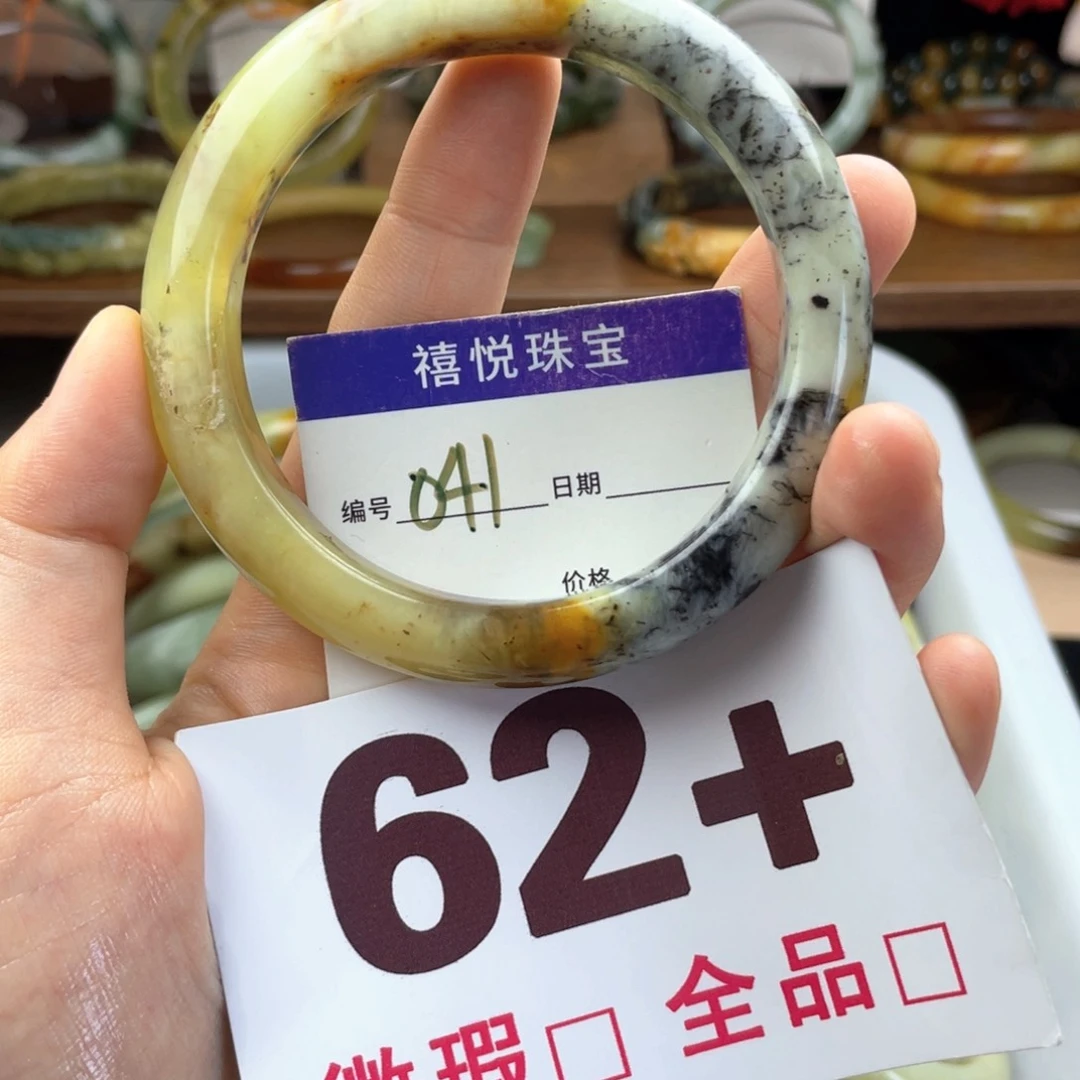 禧悦珠宝
编号 041 日期
价格
62+
微瑕□ 全品□